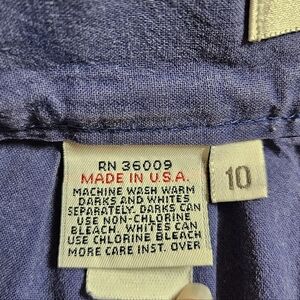 RN 36009
MADE IN U.S.A.
MACHINE WASH WARM
DARKS AND WHITES
SEPARATELY. DARKS CAN
USE NON-CHLORINE
BLEACH. WHITES CAN
USE CHLORINE BLEACH
MORE CARE INST. OVER
10